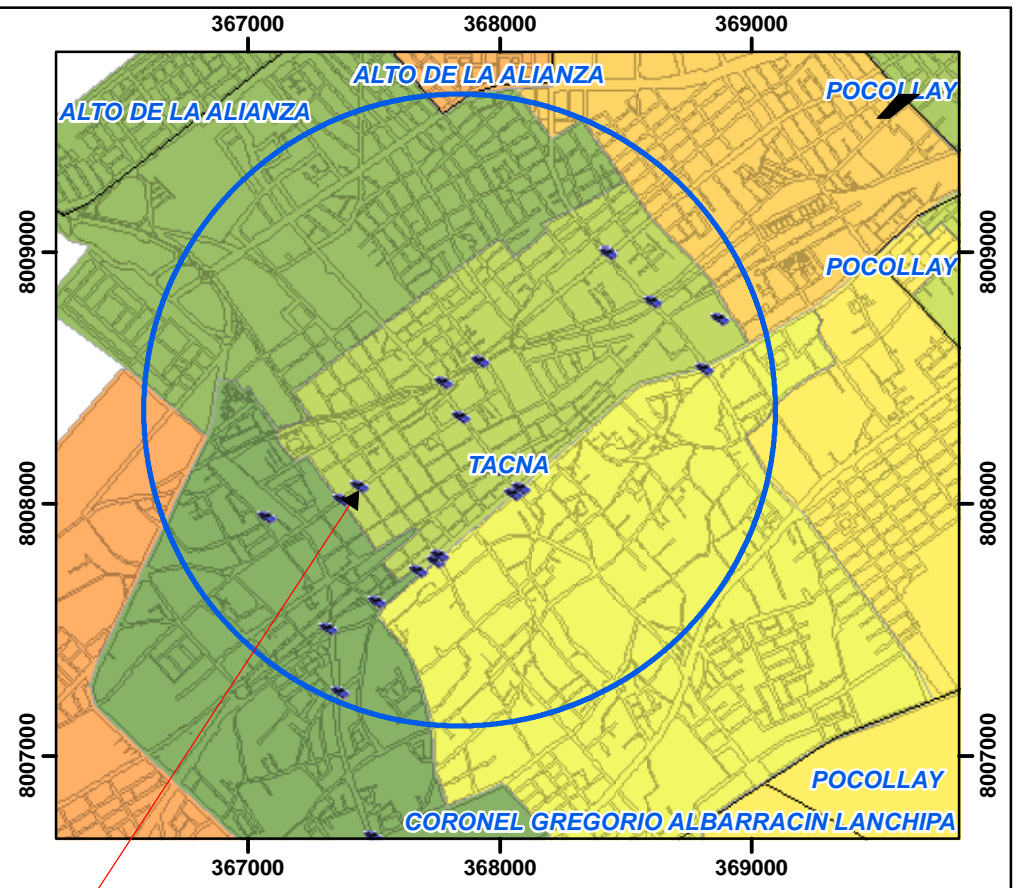 367000 368000 369000
ALTO DE LA ALIANZA
POCOLLAY
ALTO DE LA ALIANZA
8009000 8009000
POCOLLAY
TACNA
8008000 8008000
8007000 8007000
POCOLLAY
CORONEL GREGORIO ALBARRACIN LANCHIPA
367000 368000 369000